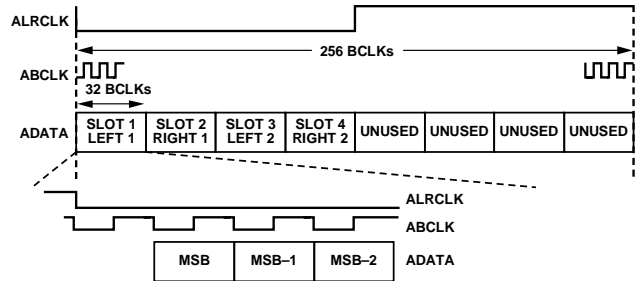 ALRCLK
256 BCLKs
ABCLK
32 BCLKs
ADATA
SLOT 1 LEFT 1
SLOT 2 RIGHT 1
SLOT 3 LEFT 2
SLOT 4 RIGHT 2
UNUSED
UNUSED
UNUSED
UNUSED
ALRCLK
ABCLK
MSB
MSB–1
MSB–2
ADATA